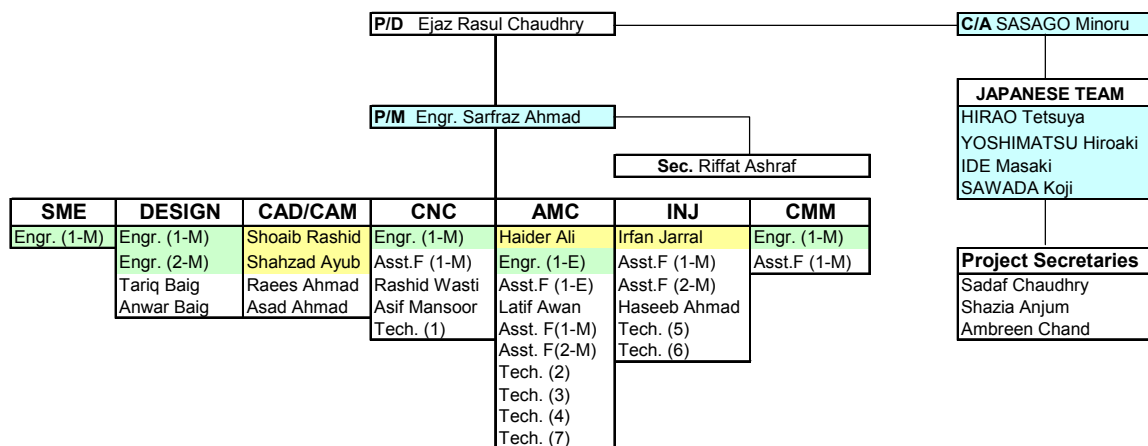 P/D Ejaz Rasul Chaudhry
C/A SASAGO Minoru
P/M Engr. Sarfraz Ahmad
Sec. Riffat Ashraf
JAPANESE TEAM
HIRAO Tetsuya
YOSHIMATSU Hiroaki
IDE Masaki
SAWADA Koji
SME
Engr. (1-M)
DESIGN
Engr. (1-M)
Engr. (2-M)
Tariq Baig
Anwar Baig
CAD/CAM
Shoaib Rashid
Shahzad Ayub
Raees Ahmad
Asad Ahmad
CNC
Engr. (1-M)
Asst.F (1-M)
Rashid Wasti
Asif Mansoor
Tech. (1)
AMC
Haider Ali
Engr. (1-E)
Asst.F (1-E)
Latif Awan
Asst. F(1-M)
Asst. F(2-M)
Tech. (2)
Tech. (3)
Tech. (4)
Tech. (7)
INJ
Irfan Jarral
Asst.F (1-M)
Asst.F (2-M)
Haseeb Ahmad
Tech. (5)
Tech. (6)
CMM
Engr. (1-M)
Asst.F (1-M)
Project Secretaries
Sadaf Chaudhry
Shazia Anjum
Ambreen Chand